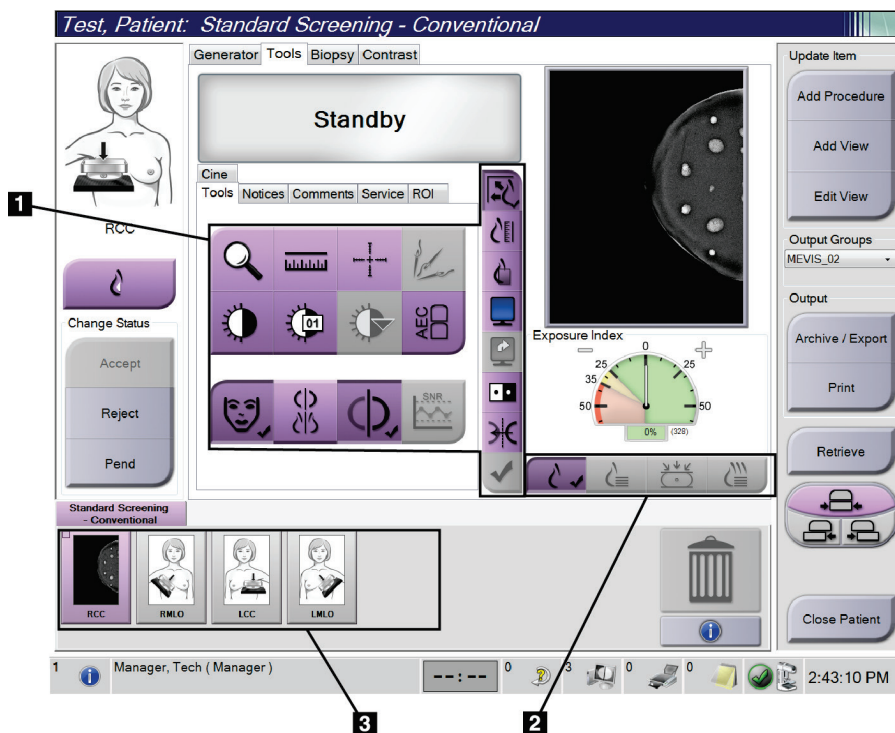 Test, Patient: Standard Screening - Conventional
Generator Tools Biopsy Contrast
Update Item
Standby
Add Procedure
Add View
Edit View
Cine
Tools Notices Comments Service ROI
1
RCC
Output Groups
MEVIS_02
01
AEC
Change Status
Accept
Reject
Pend
SNR
Exposure Index
0
25 25
35
50 50
0% (328)
Output
Archive / Export
Print
Retrieve
Standard Screening
- Conventional
RCC RMLO LCC LMLO
Close Patient
1 Manager, Tech ( Manager ) --:-- 0 3 0 0 2:43:10 PM
3 2